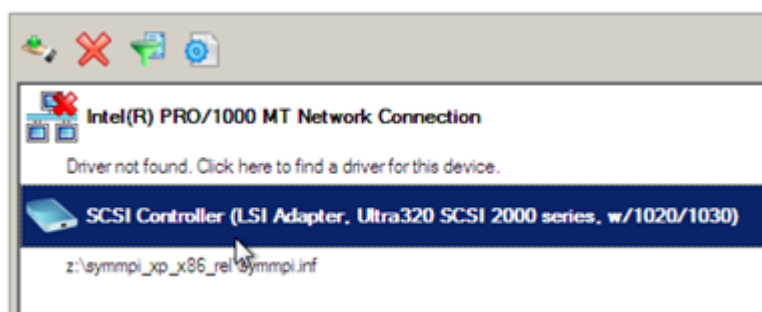 Intel(R) PRO/1000 MT Network Connection
Driver not found. Click here to find a driver for this device.
SCSI Controller (LSI Adapter, Ultra320 SCSI 2000 series, w/1020/1030)
z:\symmpi_xp_x86_rel\symmpi.inf